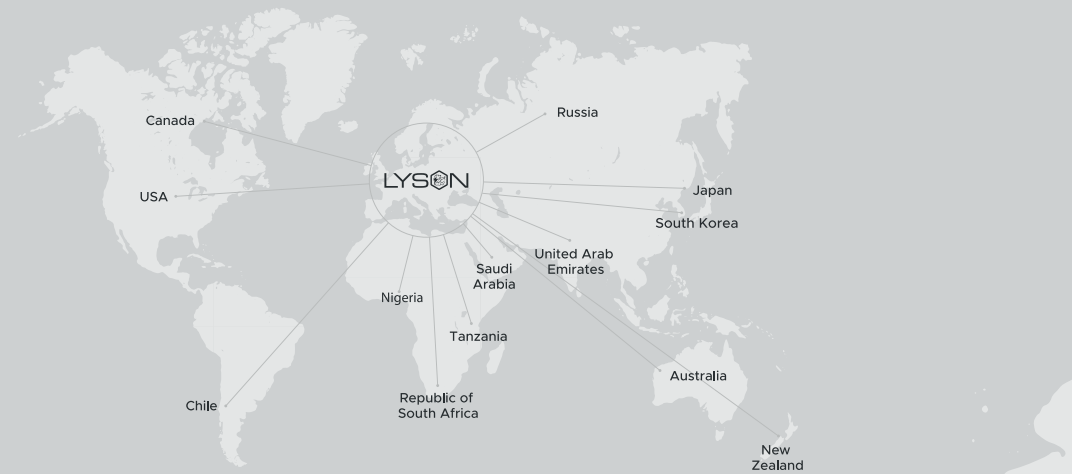 Canada
Russia
LYSON
USA
Japan
South Korea
United Arab
Emirates
Saudi
Arabia
Nigeria
Tanzania
Australia
Republic of
South Africa
Chile
New
Zealand